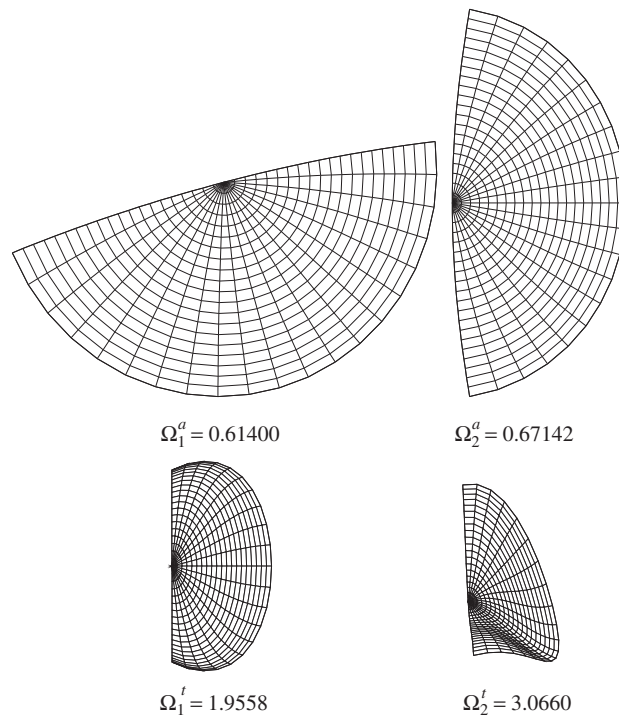 Ω₁ᵃ = 0.61400
Ω₂ᵃ = 0.67142
Ω₁ᵗ = 1.9558
Ω₂ᵗ = 3.0660